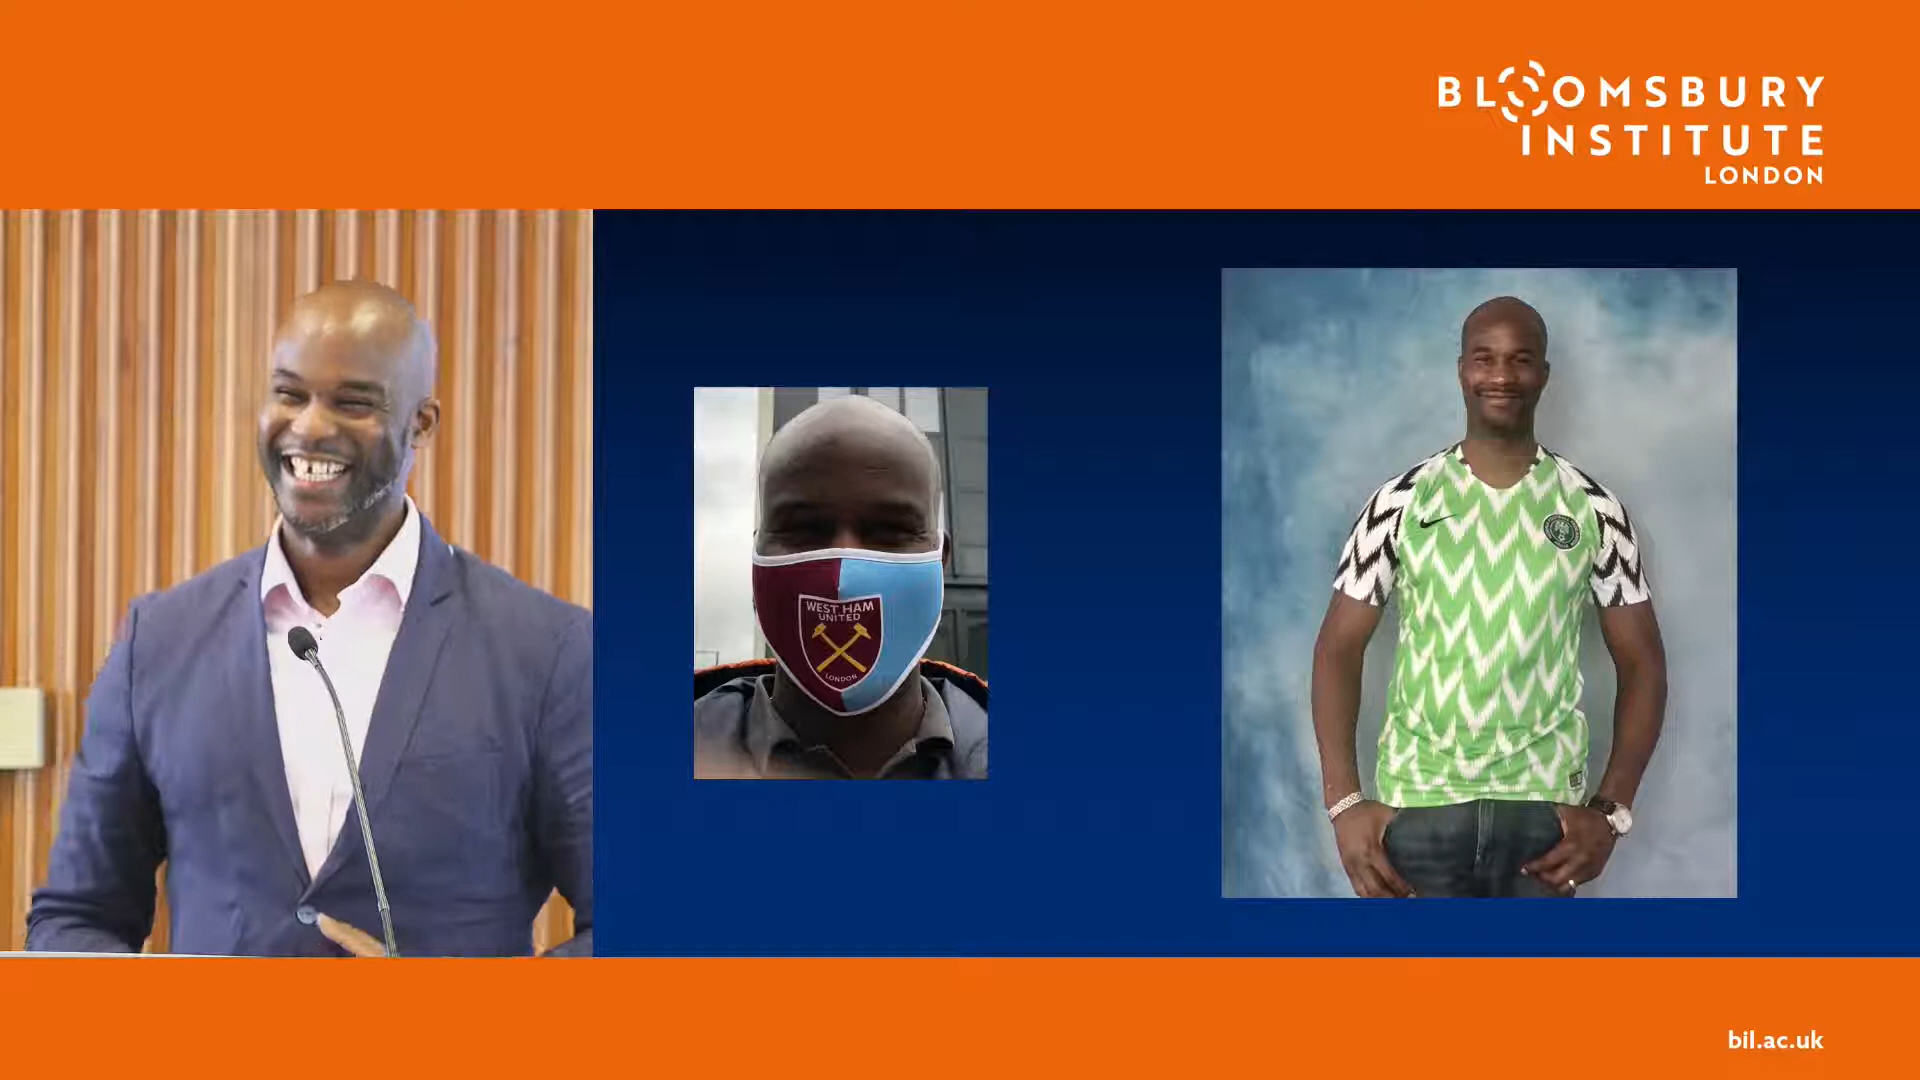 BLOOMSBURY
INSTITUTE
LONDON
WEST HAM
UNITED
LONDON
bil.ac.uk